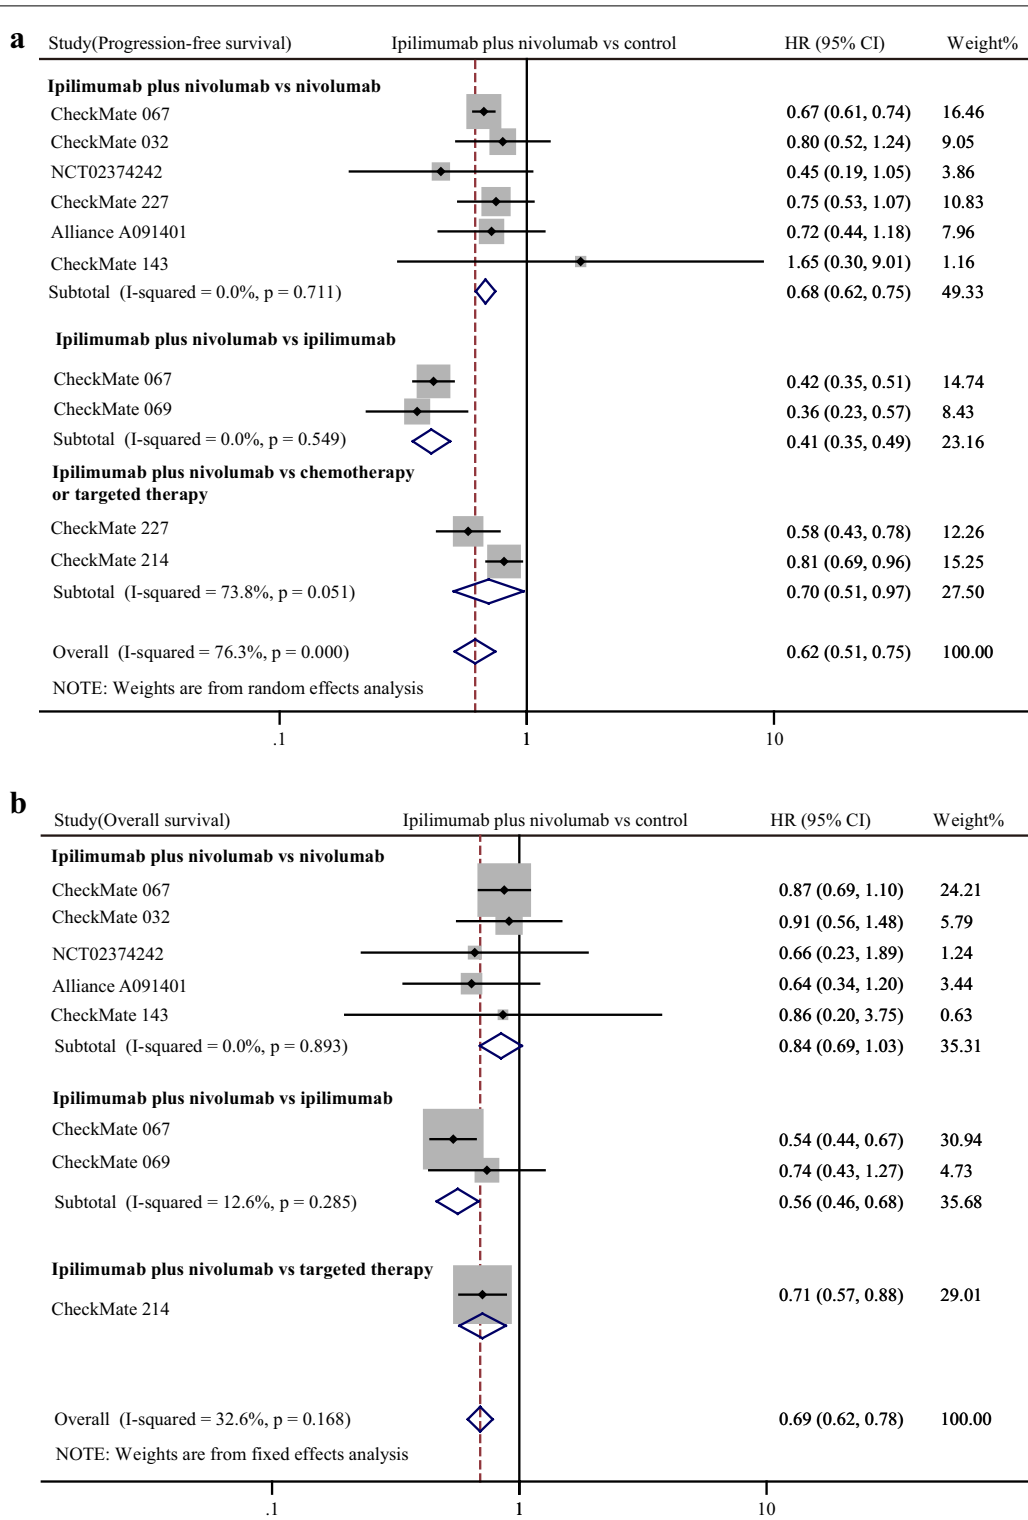 a
Study(Progression-free survival) Ipilimumab plus nivolumab vs control HR (95% CI) Weight%
Ipilimumab plus nivolumab vs nivolumab
CheckMate 067 0.67 (0.61, 0.74) 16.46
CheckMate 032 0.80 (0.52, 1.24) 9.05
NCT02374242 0.45 (0.19, 1.05) 3.86
CheckMate 227 0.75 (0.53, 1.07) 10.83
Alliance A091401 0.72 (0.44, 1.18) 7.96
CheckMate 143 1.65 (0.30, 9.01) 1.16
Subtotal (I-squared = 0.0%, p = 0.711) 0.68 (0.62, 0.75) 49.33
Ipilimumab plus nivolumab vs ipilimumab
CheckMate 067 0.42 (0.35, 0.51) 14.74
CheckMate 069 0.36 (0.23, 0.57) 8.43
Subtotal (I-squared = 0.0%, p = 0.549) 0.41 (0.35, 0.49) 23.16
Ipilimumab plus nivolumab vs chemotherapy
or targeted therapy
CheckMate 227 0.58 (0.43, 0.78) 12.26
CheckMate 214 0.81 (0.69, 0.96) 15.25
Subtotal (I-squared = 73.8%, p = 0.051) 0.70 (0.51, 0.97) 27.50
Overall (I-squared = 76.3%, p = 0.000) 0.62 (0.51, 0.75) 100.00
NOTE: Weights are from random effects analysis
.1 1 10
b
Study(Overall survival) Ipilimumab plus nivolumab vs control HR (95% CI) Weight%
Ipilimumab plus nivolumab vs nivolumab
CheckMate 067 0.87 (0.69, 1.10) 24.21
CheckMate 032 0.91 (0.56, 1.48) 5.79
NCT02374242 0.66 (0.23, 1.89) 1.24
Alliance A091401 0.64 (0.34, 1.20) 3.44
CheckMate 143 0.86 (0.20, 3.75) 0.63
Subtotal (I-squared = 0.0%, p = 0.893) 0.84 (0.69, 1.03) 35.31
Ipilimumab plus nivolumab vs ipilimumab
CheckMate 067 0.54 (0.44, 0.67) 30.94
CheckMate 069 0.74 (0.43, 1.27) 4.73
Subtotal (I-squared = 12.6%, p = 0.285) 0.56 (0.46, 0.68) 35.68
Ipilimumab plus nivolumab vs targeted therapy
CheckMate 214 0.71 (0.57, 0.88) 29.01
Overall (I-squared = 32.6%, p = 0.168) 0.69 (0.62, 0.78) 100.00
NOTE: Weights are from fixed effects analysis
.1 1 10